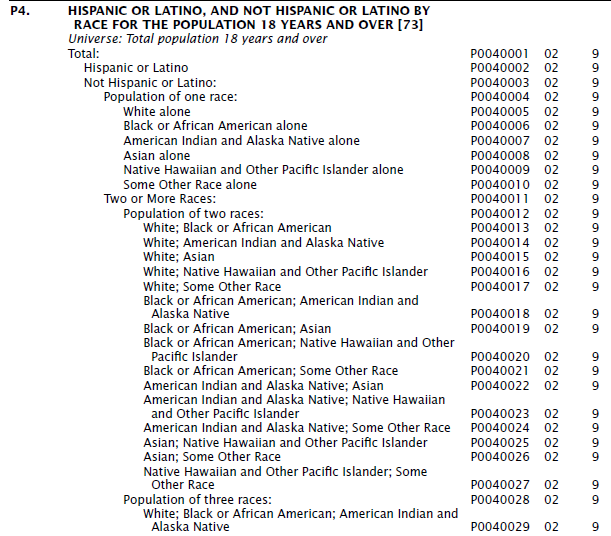 P4. HISPANIC OR LATINO, AND NOT HISPANIC OR LATINO BY
RACE FOR THE POPULATION 18 YEARS AND OVER [73]
Universe: Total population 18 years and over
Total: P0040001 02 9
Hispanic or Latino P0040002 02 9
Not Hispanic or Latino: P0040003 02 9
Population of one race: P0040004 02 9
White alone P0040005 02 9
Black or African American alone P0040006 02 9
American Indian and Alaska Native alone P0040007 02 9
Asian alone P0040008 02 9
Native Hawaiian and Other Pacific Islander alone P0040009 02 9
Some Other Race alone P0040010 02 9
Two or More Races: P0040011 02 9
Population of two races: P0040012 02 9
White; Black or African American P0040013 02 9
White; American Indian and Alaska Native P0040014 02 9
White; Asian P0040015 02 9
White; Native Hawaiian and Other Pacific Islander P0040016 02 9
White; Some Other Race P0040017 02 9
Black or African American; American Indian and
Alaska Native P0040018 02 9
Black or African American; Asian P0040019 02 9
Black or African American; Native Hawaiian and Other
Pacific Islander P0040020 02 9
Black or African American; Some Other Race P0040021 02 9
American Indian and Alaska Native; Asian P0040022 02 9
American Indian and Alaska Native; Native Hawaiian
and Other Pacific Islander P0040023 02 9
American Indian and Alaska Native; Some Other Race P0040024 02 9
Asian; Native Hawaiian and Other Pacific Islander P0040025 02 9
Asian; Some Other Race P0040026 02 9
Native Hawaiian and Other Pacific Islander; Some
Other Race P0040027 02 9
Population of three races: P0040028 02 9
White; Black or African American; American Indian and
Alaska Native P0040029 02 9